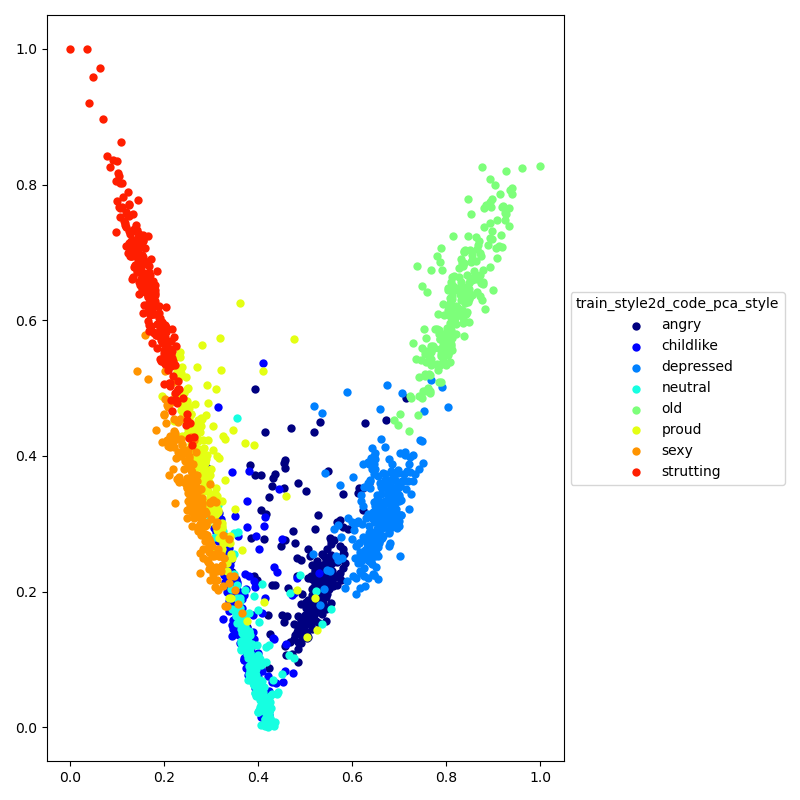 1.0
0.8
0.6
0.4
0.2
0.0
0.0 0.2 0.4 0.6 0.8 1.0
train_style2d_code_pca_style
angry
childlike
depressed
neutral
old
proud
sexy
strutting